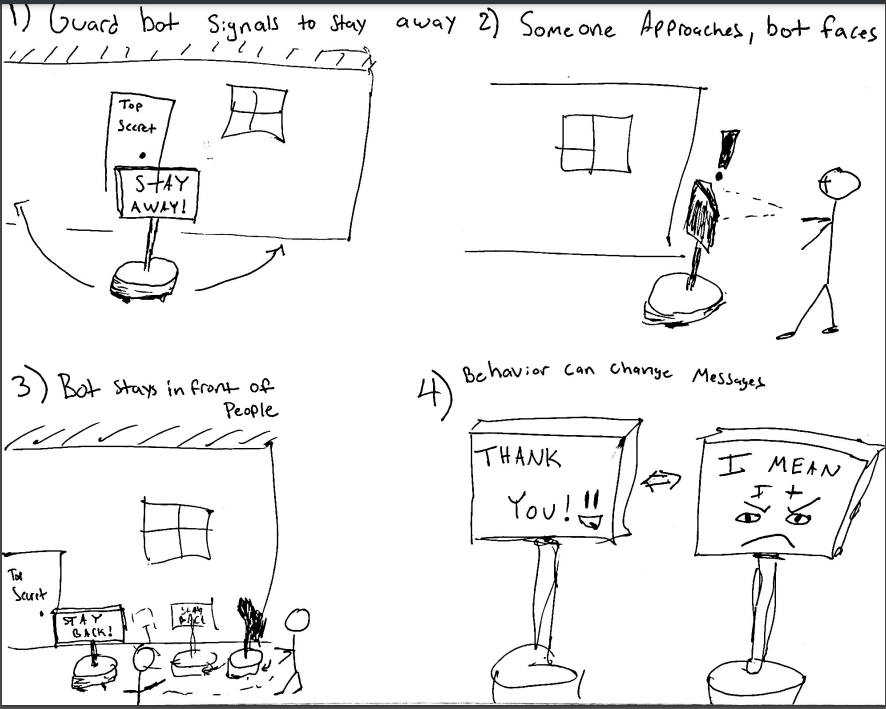 1) Guard bot Signals to Stay away
Top
Secret
STAY
AWAY!
2) Someone Approaches, bot faces
!
3) Bot Stays in front of
People
Top
Secret
STAY
BACK!
STAY
BACK
4) Behavior can change Messages
THANK
YOU!
I MEAN
It